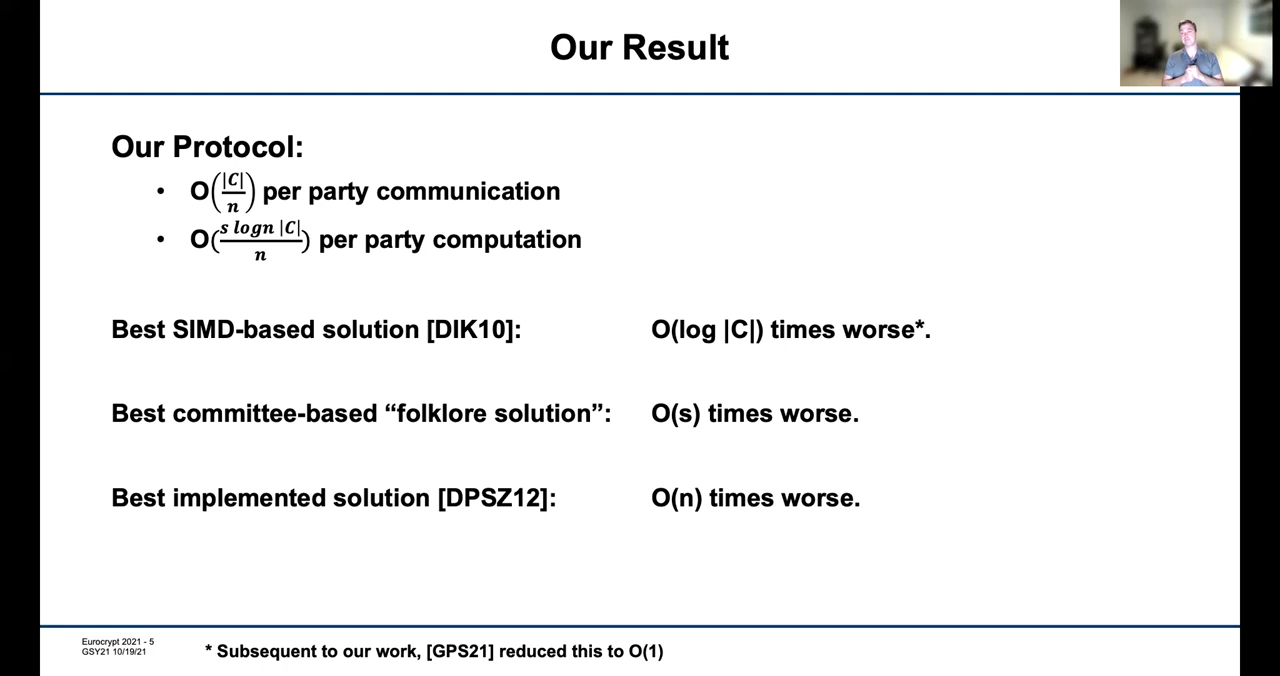 Our Result
Our Protocol:
• O(|C|/n) per party communication
• O(s logn |C|/n) per party computation
Best SIMD-based solution [DIK10]: O(log |C|) times worse*.
Best committee-based “folklore solution”: O(s) times worse.
Best implemented solution [DPSZ12]: O(n) times worse.
Eurocrypt 2021 - 5
GSY21 10/19/21
* Subsequent to our work, [GPS21] reduced this to O(1)